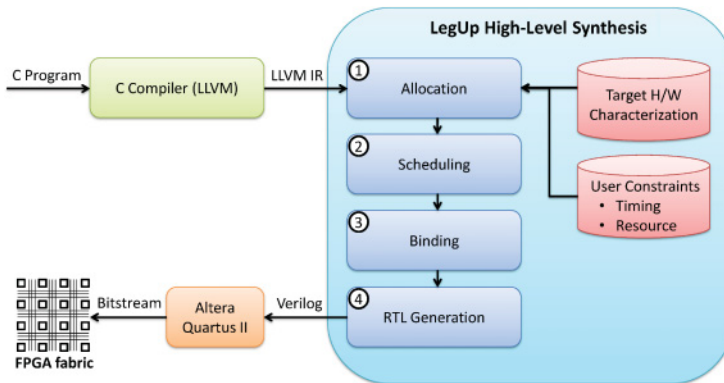 LegUp High-Level Synthesis
C Program
C Compiler (LLVM)
LLVM IR
1
Allocation
Target H/W
Characterization
2
Scheduling
User Constraints
• Timing
• Resource
3
Binding
4
RTL Generation
Verilog
Altera
Quartus II
Bitstream
FPGA fabric